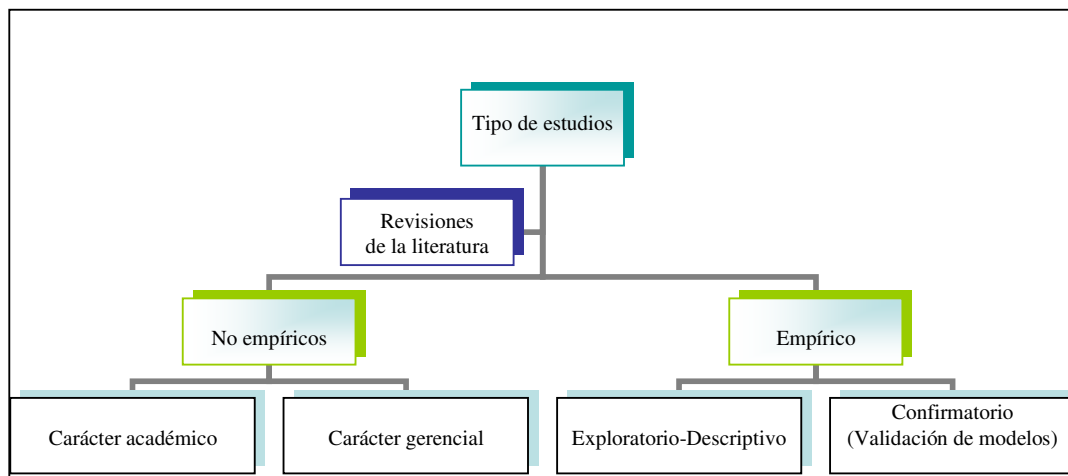 Tipo de estudios
Revisiones
de la literatura
No empíricos
Empírico
Carácter académico
Carácter gerencial
Exploratorio-Descriptivo
Confirmatorio
(Validación de modelos)